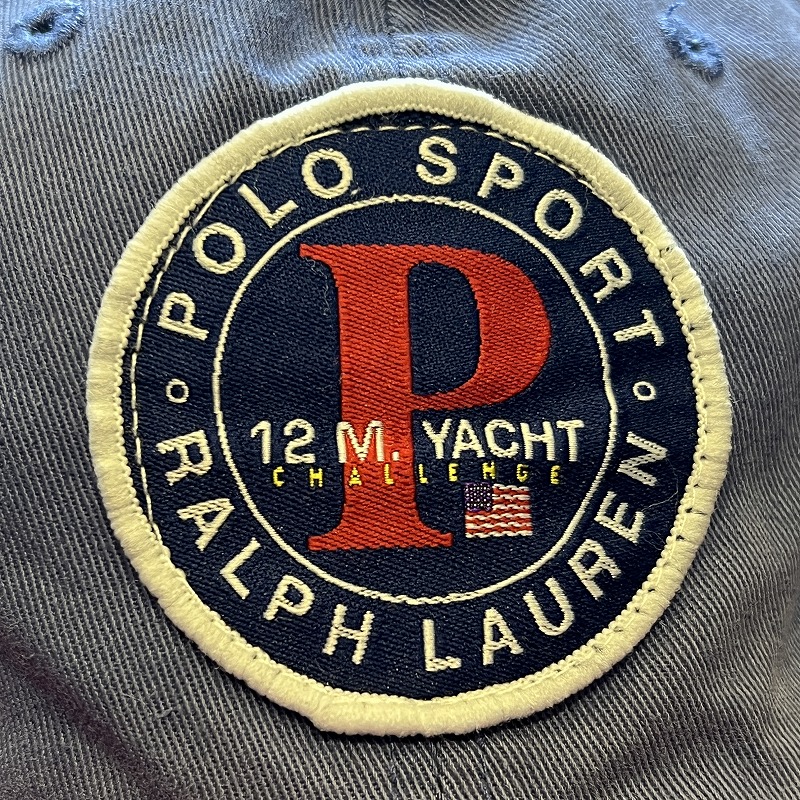 POLO SPORT
P
12 M. YACHT
CHALLENGE
RALPH LAUREN